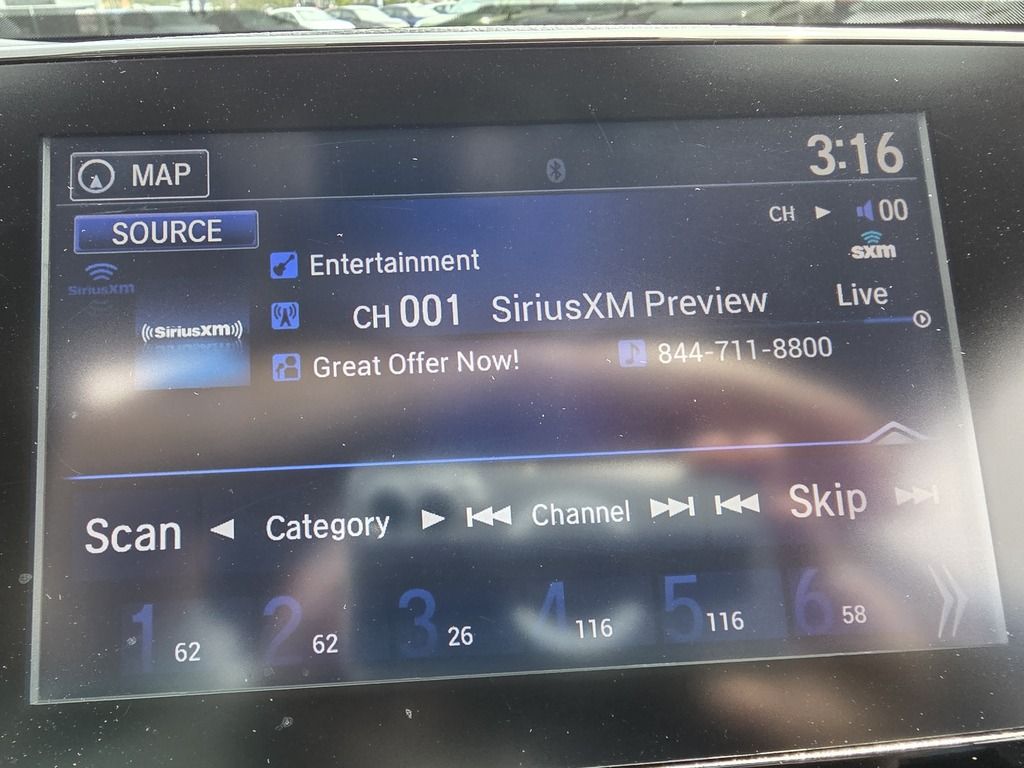 MAP
3:16
SOURCE
CH 00
sxm
SiriusXM
((SiriusXM))
Entertainment
CH 001 SiriusXM Preview Live
Great Offer Now! 844-711-8800
Scan Category Channel Skip
1 62 2 62 3 26 4 116 5 116 6 58